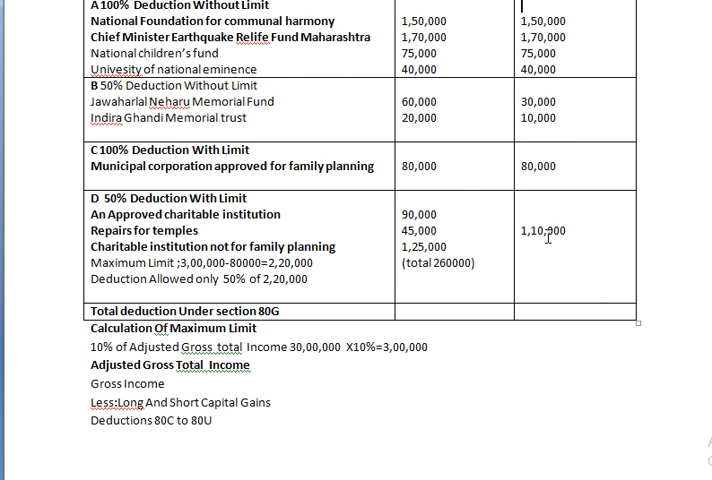 A 100% Deduction Without Limit
National Foundation for communal harmony 1,50,000 1,50,000
Chief Minister Earthquake Relife Fund Maharashtra 1,70,000 1,70,000
National children's fund 75,000 75,000
Univesity of national eminence 40,000 40,000
B 50% Deduction Without Limit
Jawaharlal Neharu Memorial Fund 60,000 30,000
Indira Ghandi Memorial trust 20,000 10,000
C 100% Deduction With Limit
Municipal corporation approved for family planning 80,000 80,000
D 50% Deduction With Limit
An Approved charitable institution 90,000
Repairs for temples 45,000 1,10,000
Charitable institution not for family planning 1,25,000
Maximum Limit ;3,00,000-80000=2,20,000 (total 260000)
Deduction Allowed only 50% of 2,20,000
Total deduction Under section 80G
Calculation Of Maximum Limit
10% of Adjusted Gross total Income 30,00,000 X10%=3,00,000
Adjusted Gross Total Income
Gross Income
Less:Long And Short Capital Gains
Deductions 80C to 80U